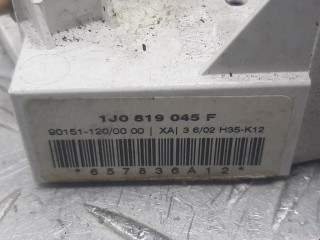 1J0 819 045 F
90151-120/00 00 | XA| 3 6/02 H35-K12
*657836A12*